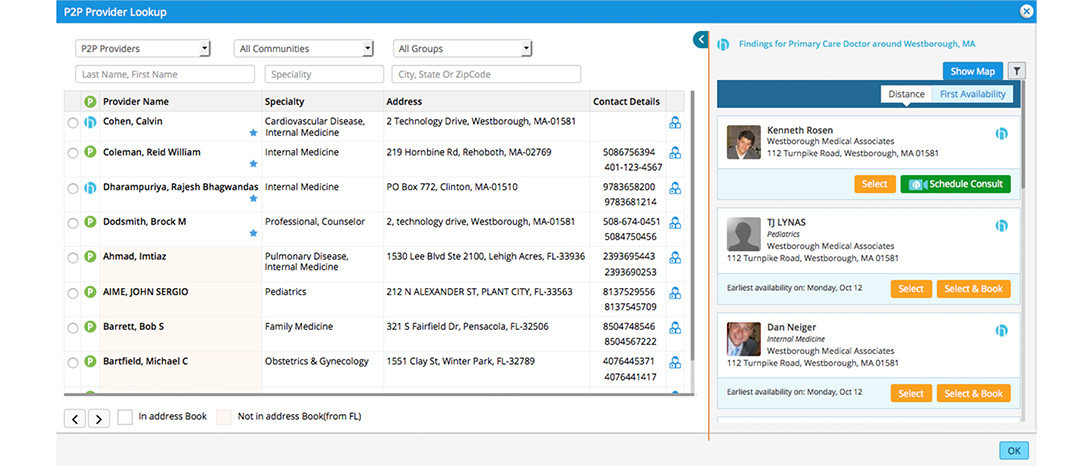 P2P Provider Lookup
P2P Providers
All Communities
All Groups
Last Name, First Name
Speciality
City, State Or ZipCode
P Provider Name Specialty Address Contact Details
Cohen, Calvin Cardiovascular Disease, 2 Technology Drive, Westborough, MA-01581
Internal Medicine
P Coleman, Reid William Internal Medicine 219 Hornbine Rd, Rehoboth, MA-02769 5086756394
401-123-4567
Dharampuriya, Rajesh Bhagwandas Internal Medicine PO Box 772, Clinton, MA-01510 9783658200
9783681214
P Dodsmith, Brock M Professional, Counselor 2, technology drive, Westborough, MA-01581 508-674-0451
5084750456
P Ahmad, Imtiaz Pulmonary Disease, 1530 Lee Blvd Ste 2100, Lehigh Acres, FL-33936 2393695443
Internal Medicine 2393690253
P AIME, JOHN SERGIO Pediatrics 212 N ALEXANDER ST, PLANT CITY, FL-33563 8137529556
8137545709
P Barrett, Bob S Family Medicine 321 S Fairfield Dr, Pensacola, FL-32506 8504748546
8504567222
P Bartfield, Michael C Obstetrics & Gynecology 1551 Clay St, Winter Park, FL-32789 4076445371
4076441417
In address Book
Not in address Book(from FL)
Findings for Primary Care Doctor around Westborough, MA
Show Map
Distance First Availability
Kenneth Rosen
Westborough Medical Associates
112 Turnpike Road, Westborough, MA 01581
Select Schedule Consult
TJ LYNAS
Pediatrics
Westborough Medical Associates
112 Turnpike Road, Westborough, MA 01581
Earliest availability on: Monday, Oct 12 Select Select & Book
Dan Neiger
Internal Medicine
Westborough Medical Associates
112 Turnpike Road, Westborough, MA 01581
Earliest availability on: Monday, Oct 12 Select Select & Book
OK